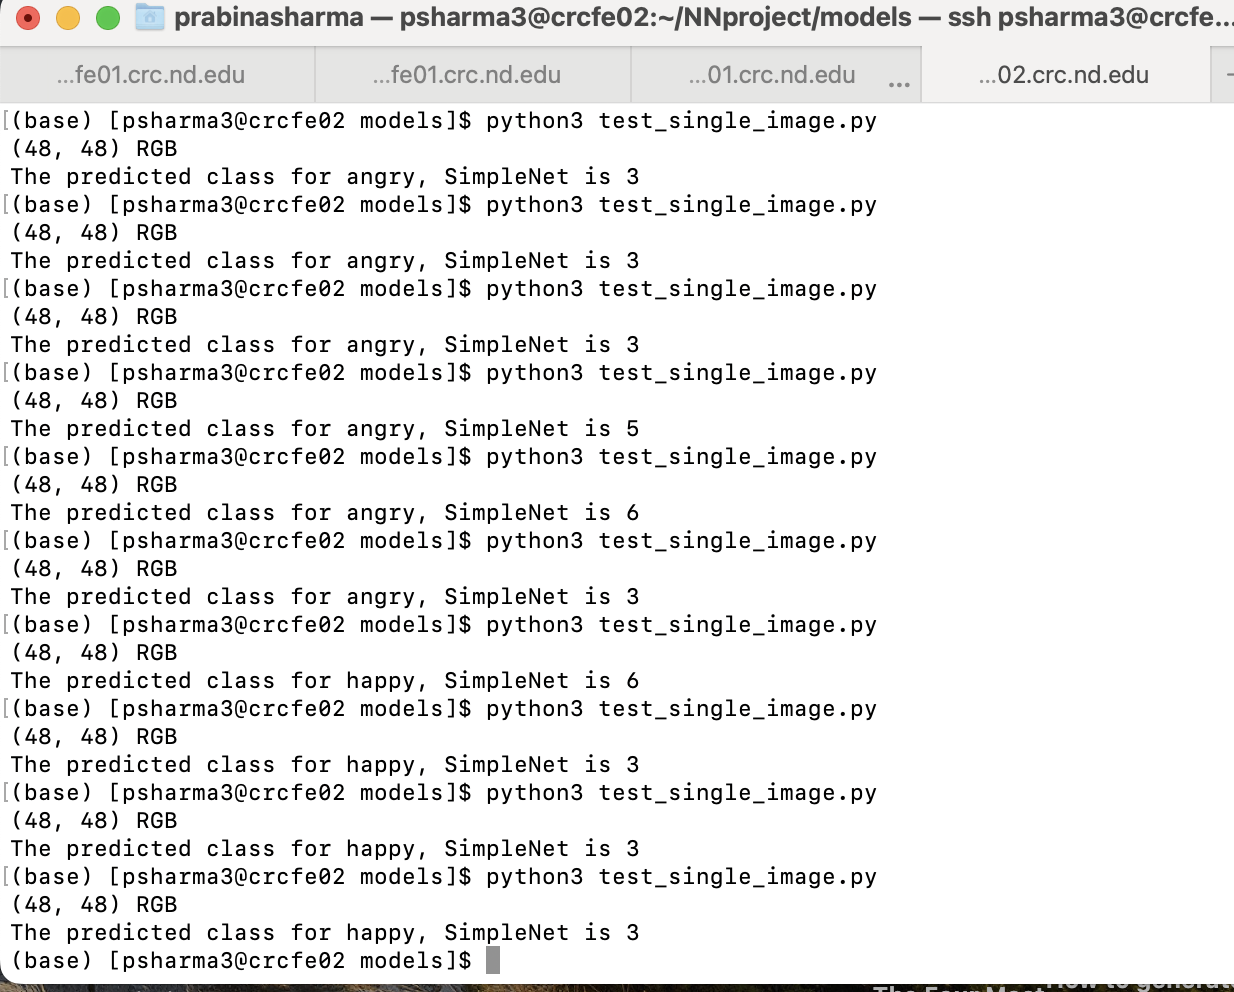 prabinasharma — psharma3@crcfe02:~/NNproject/models — ssh psharma3@crcfe...
...fe01.crc.nd.edu
...fe01.crc.nd.edu
...01.crc.nd.edu ...
...02.crc.nd.edu
[(base) [psharma3@crcfe02 models]$ python3 test_single_image.py
(48, 48) RGB
The predicted class for angry, SimpleNet is 3
[(base) [psharma3@crcfe02 models]$ python3 test_single_image.py
(48, 48) RGB
The predicted class for angry, SimpleNet is 3
[(base) [psharma3@crcfe02 models]$ python3 test_single_image.py
(48, 48) RGB
The predicted class for angry, SimpleNet is 3
[(base) [psharma3@crcfe02 models]$ python3 test_single_image.py
(48, 48) RGB
The predicted class for angry, SimpleNet is 5
[(base) [psharma3@crcfe02 models]$ python3 test_single_image.py
(48, 48) RGB
The predicted class for angry, SimpleNet is 6
[(base) [psharma3@crcfe02 models]$ python3 test_single_image.py
(48, 48) RGB
The predicted class for angry, SimpleNet is 3
[(base) [psharma3@crcfe02 models]$ python3 test_single_image.py
(48, 48) RGB
The predicted class for happy, SimpleNet is 6
[(base) [psharma3@crcfe02 models]$ python3 test_single_image.py
(48, 48) RGB
The predicted class for happy, SimpleNet is 3
[(base) [psharma3@crcfe02 models]$ python3 test_single_image.py
(48, 48) RGB
The predicted class for happy, SimpleNet is 3
[(base) [psharma3@crcfe02 models]$ python3 test_single_image.py
(48, 48) RGB
The predicted class for happy, SimpleNet is 3
(base) [psharma3@crcfe02 models]$